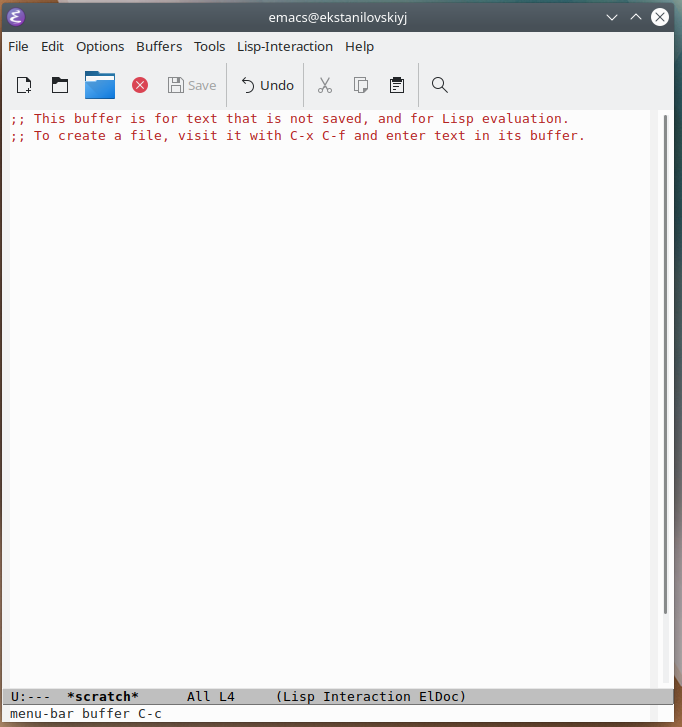 emacs@ekstanilovskiyj
File Edit Options Buffers Tools Lisp-Interaction Help
Save Undo
;; This buffer is for text that is not saved, and for Lisp evaluation.
;; To create a file, visit it with C-x C-f and enter text in its buffer.
U:--- *scratch* All L4 (Lisp Interaction ElDoc)
menu-bar buffer C-c